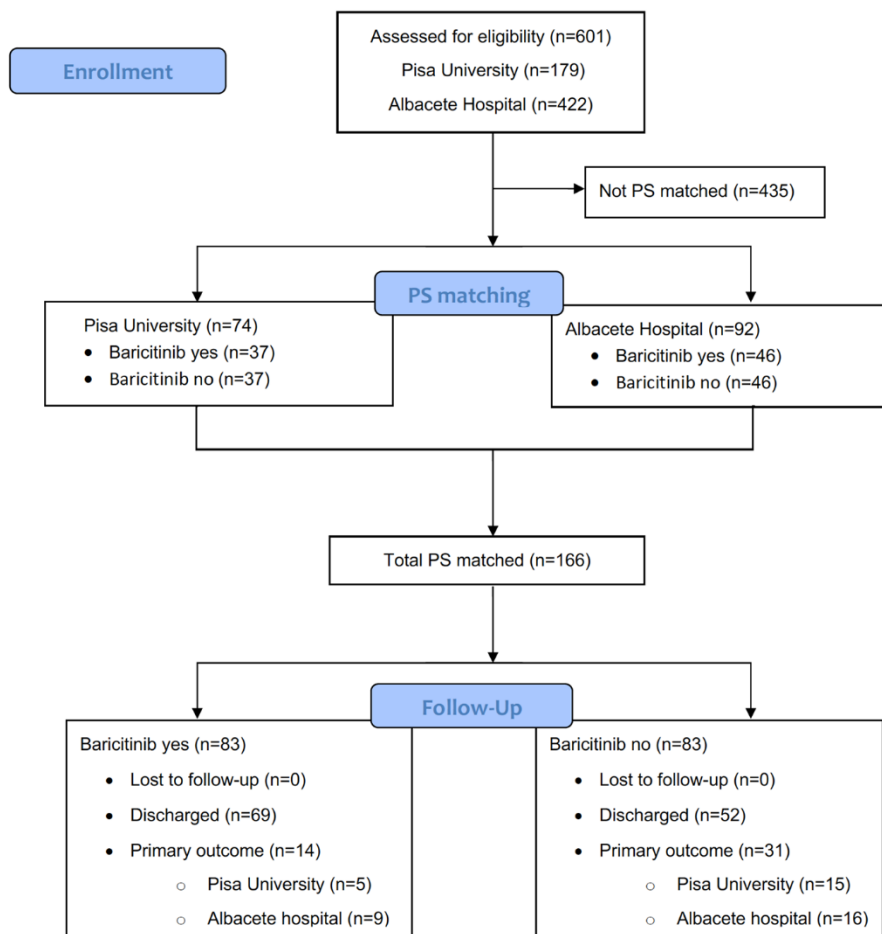 Assessed for eligibility (n=601)
Pisa University (n=179)
Albacete Hospital (n=422)
Enrollment
Not PS matched (n=435)
PS matching
Pisa University (n=74)
• Baricitinib yes (n=37)
• Baricitinib no (n=37)
Albacete Hospital (n=92)
• Baricitinib yes (n=46)
• Baricitinib no (n=46)
Total PS matched (n=166)
Follow-Up
Baricitinib yes (n=83)
• Lost to follow-up (n=0)
• Discharged (n=69)
• Primary outcome (n=14)
○ Pisa University (n=5)
○ Albacete hospital (n=9)
Baricitinib no (n=83)
• Lost to follow-up (n=0)
• Discharged (n=52)
• Primary outcome (n=31)
○ Pisa University (n=15)
○ Albacete hospital (n=16)